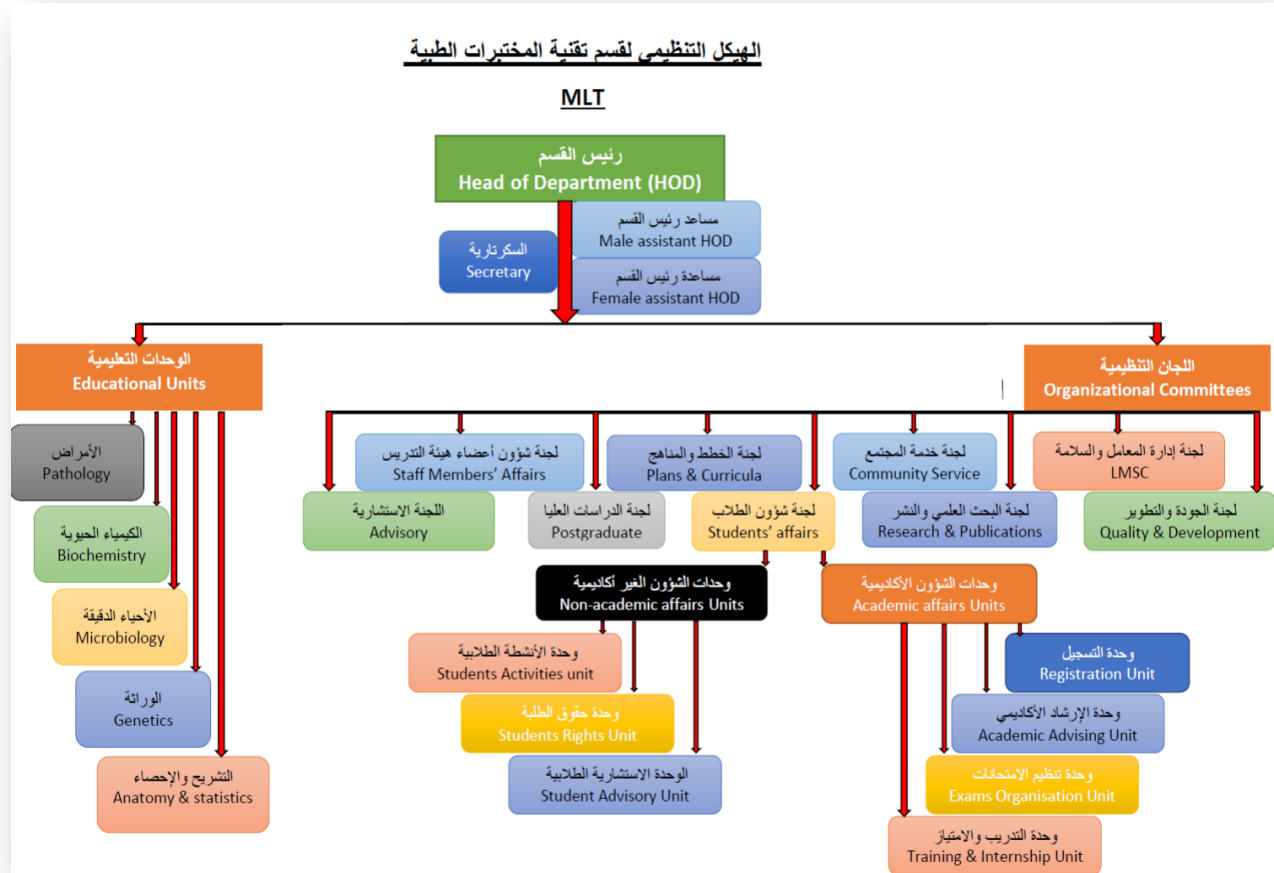 الهيكل التنظيمي لقسم تقنية المختبرات الطبية
MLT
رئيس القسم
Head of Department (HOD)
السكرتارية
Secretary
مساعد رئيس القسم
Male assistant HOD
مساعدة رئيس القسم
Female assistant HOD
الوحدات التعليمية
Educational Units
اللجان التنظيمية
Organizational Committees
الأمراض
Pathology
الكيمياء الحيوية
Biochemistry
الأحياء الدقيقة
Microbiology
الوراثة
Genetics
التشريح والإحصاء
Anatomy & statistics
لجنة شؤون أعضاء هيئة التدريس
Staff Members’ Affairs
لجنة الخطط والمناهج
Plans & Curricula
لجنة خدمة المجتمع
Community Service
لجنة إدارة المعامل والسلامة
LMSC
اللجنة الاستشارية
Advisory
لجنة الدراسات العليا
Postgraduate
لجنة شؤون الطلاب
Students’ affairs
لجنة البحث العلمي والنشر
Research & Publications
لجنة الجودة والتطوير
Quality & Development
وحدات الشؤون الغير أكاديمية
Non-academic affairs Units
وحدات الشؤون الأكاديمية
Academic affairs Units
وحدة الأنشطة الطلابية
Students Activities unit
وحدة حقوق الطلبة
Students Rights Unit
الوحدة الاستشارية الطلابية
Student Advisory Unit
وحدة التسجيل
Registration Unit
وحدة الإرشاد الأكاديمي
Academic Advising Unit
وحدة تنظيم الامتحانات
Exams Organisation Unit
وحدة التدريب والامتياز
Training & Internship Unit